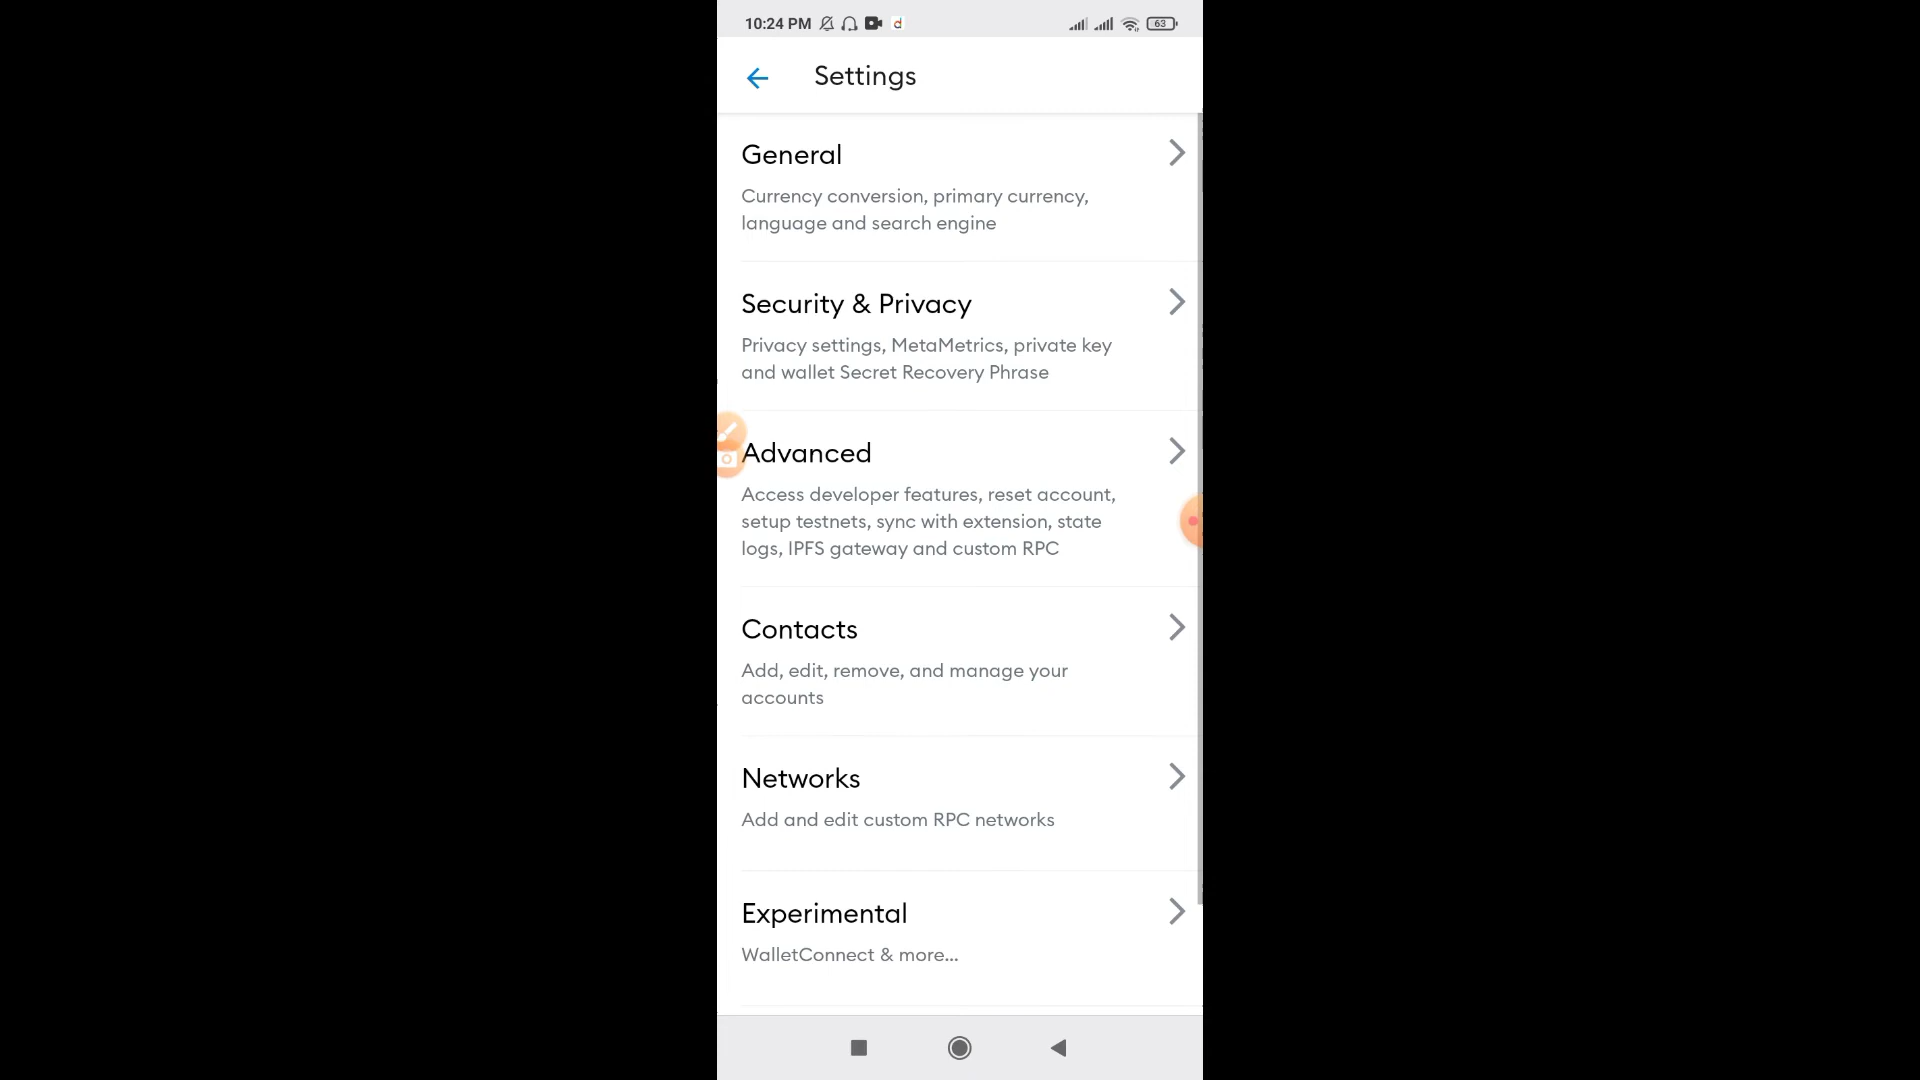 10:24 PM
63
Settings
General
Currency conversion, primary currency,
language and search engine
Security & Privacy
Privacy settings, MetaMetrics, private key
and wallet Secret Recovery Phrase
Advanced
Access developer features, reset account,
setup testnets, sync with extension, state
logs, IPFS gateway and custom RPC
Contacts
Add, edit, remove, and manage your
accounts
Networks
Add and edit custom RPC networks
Experimental
WalletConnect & more...